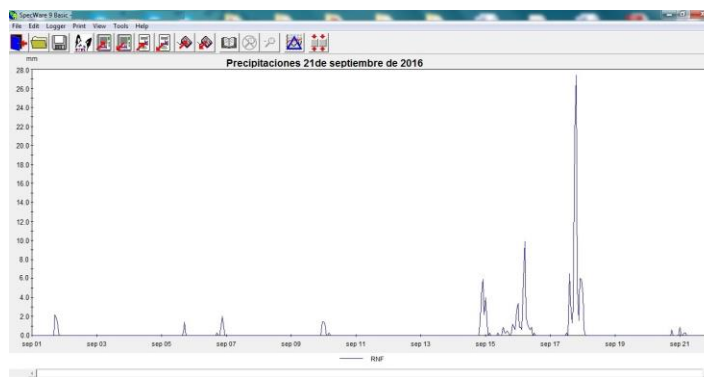 SpecWare 9 Basic -
File Edit Logger Print View Tools Help
mm
Precipitaciones 21de septiembre de 2016
28.0
26.0
24.0
22.0
20.0
18.0
16.0
14.0
12.0
10.0
8.0
6.0
4.0
2.0
0.0
sep 01 sep 03 sep 05 sep 07 sep 09 sep 11 sep 13 sep 15 sep 17 sep 19 sep 21
RNF